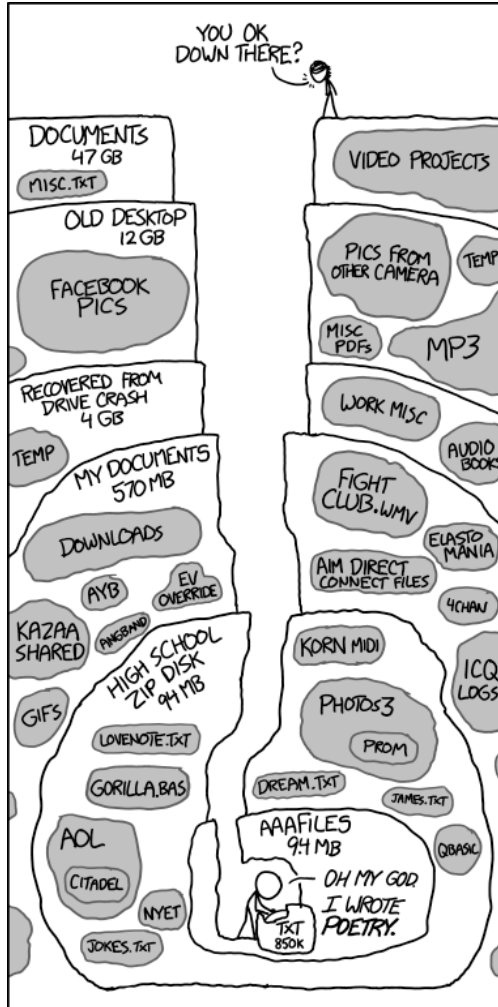 YOU OK
DOWN THERE?
DOCUMENTS
47 GB
MISC.TXT
VIDEO PROJECTS
OLD DESKTOP
12 GB
FACEBOOK
PICS
PICS FROM
OTHER CAMERA
TEMP
MISC
PDFs
MP3
RECOVERED FROM
DRIVE CRASH
4 GB
TEMP
WORK MISC
AUDIO
BOOKS
MY DOCUMENTS
570 MB
DOWNLOADS
AYB
EV
OVERRIDE
KAZAA
SHARED
ANGBAND
GIFS
FIGHT
CLUB.WMV
ELASTO
MANIA
AIM DIRECT
CONNECT FILES
4CHAN
ICQ
LOGS
HIGH SCHOOL
ZIP DISK
94 MB
LOVENOTE.TXT
GORILLA.BAS
AOL
CITADEL
NYET
JOKES.TXT
KORN MIDI
PHOTOS3
PROM
DREAM.TXT
JAMES.TXT
QBASIC
AAAFILES
9.4 MB
OH MY GOD.
I WROTE
POETRY.
TXT
850K